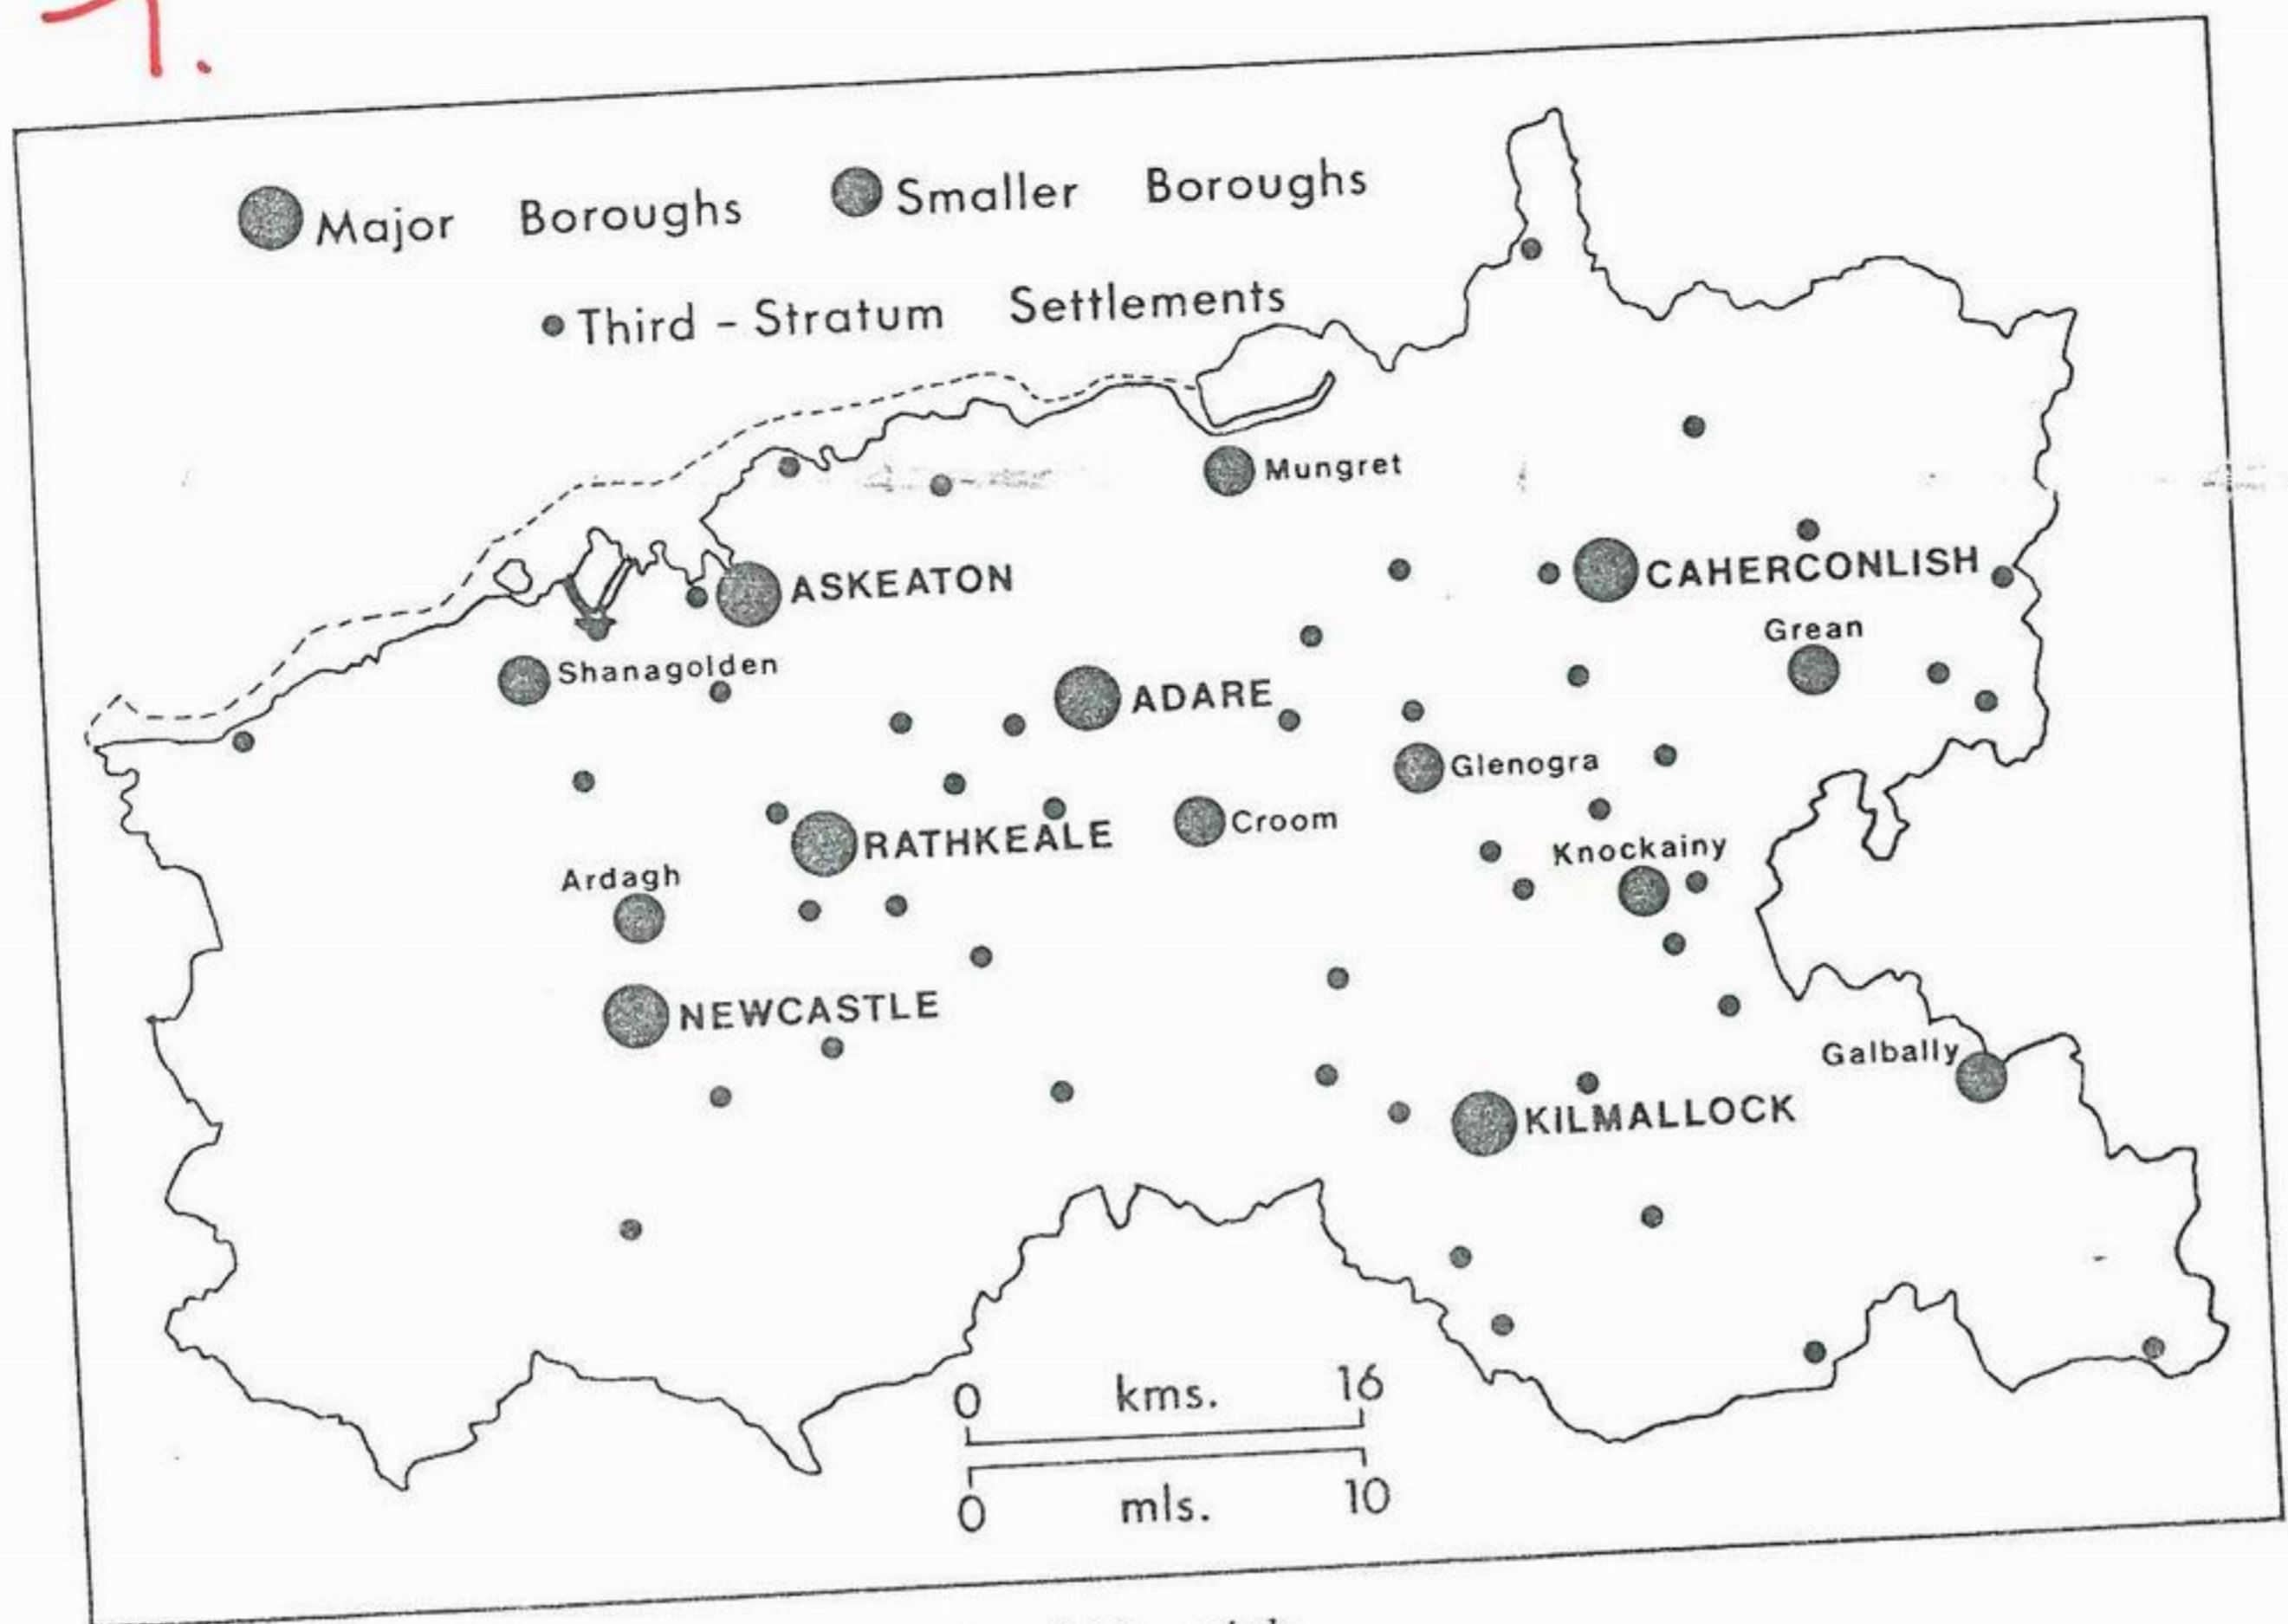 1.
Major Boroughs
Smaller Boroughs
Third - Stratum Settlements
Mungret
ASKEATON
CAHERCONLISH
Grean
Shanagolden
ADARE
Glenogra
Croom
RATHKEALE
Knockainy
Ardagh
NEWCASTLE
Galbally
KILMALLOCK
0 kms. 16
0 mls. 10